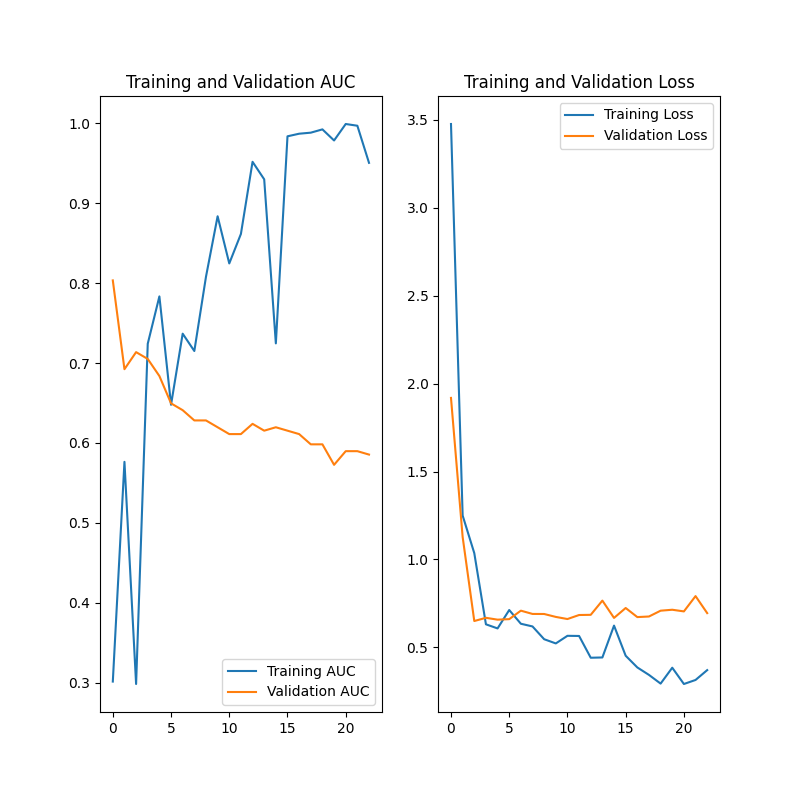 Training and Validation AUC
1.0
0.9
0.8
0.7
0.6
0.5
0.4
0.3
0 5 10 15 20
Training AUC
Validation AUC
Training and Validation Loss
3.5
3.0
2.5
2.0
1.5
1.0
0.5
0 5 10 15 20
Training Loss
Validation Loss